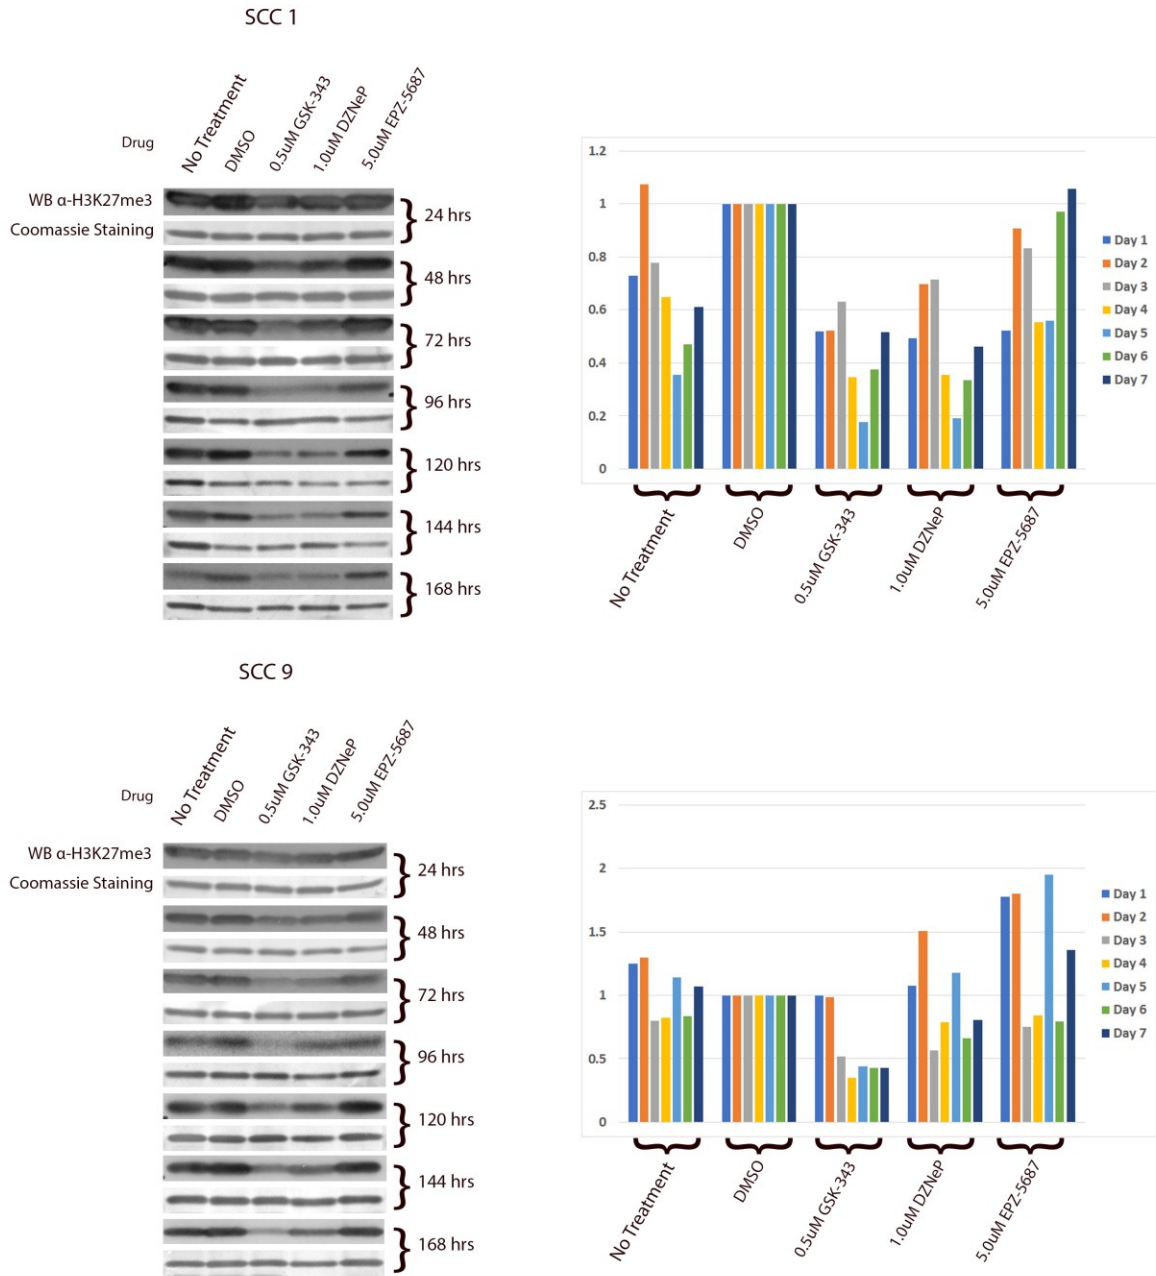 SCC 1
Drug
No Treatment
DMSO
0.5uM GSK-343
1.0uM DZNeP
5.0uM EPZ-5687
WB α-H3K27me3
Coomassie Staining
24 hrs
48 hrs
72 hrs
96 hrs
120 hrs
144 hrs
168 hrs
1.2
1
0.8
0.6
0.4
0.2
0
Day 1
Day 2
Day 3
Day 4
Day 5
Day 6
Day 7
No Treatment
DMSO
0.5uM GSK-343
1.0uM DZNeP
5.0uM EPZ-5687
SCC 9
Drug
No Treatment
DMSO
0.5uM GSK-343
1.0uM DZNeP
5.0uM EPZ-5687
WB α-H3K27me3
Coomassie Staining
24 hrs
48 hrs
72 hrs
96 hrs
120 hrs
144 hrs
168 hrs
2.5
2
1.5
1
0.5
0
Day 1
Day 2
Day 3
Day 4
Day 5
Day 6
Day 7
No Treatment
DMSO
0.5uM GSK-343
1.0uM DZNeP
5.0uM EPZ-5687